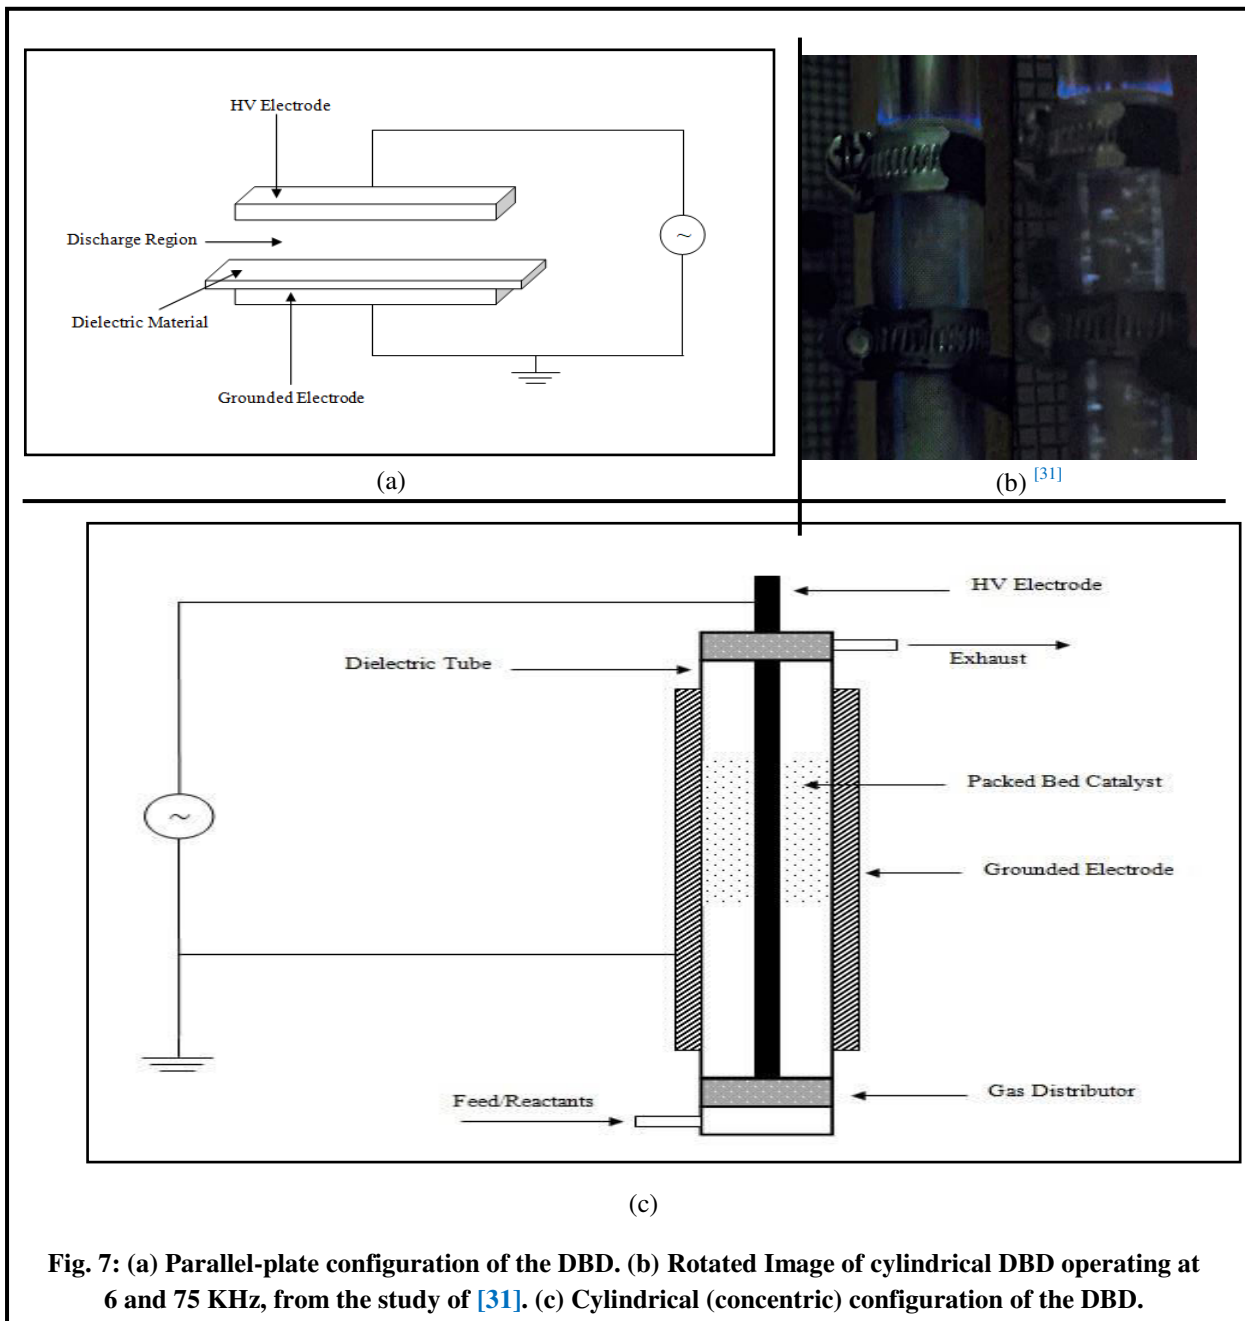 HV Electrode
Discharge Region
~
Dielectric Material
Grounded Electrode
(a)
(b) [31]
HV Electrode
Exhaust
Dielectric Tube
Packed Bed Catalyst
~
Grounded Electrode
Gas Distributor
Feed/Reactants
(c)
Fig. 7: (a) Parallel-plate configuration of the DBD. (b) Rotated Image of cylindrical DBD operating at
6 and 75 KHz, from the study of [31]. (c) Cylindrical (concentric) configuration of the DBD.